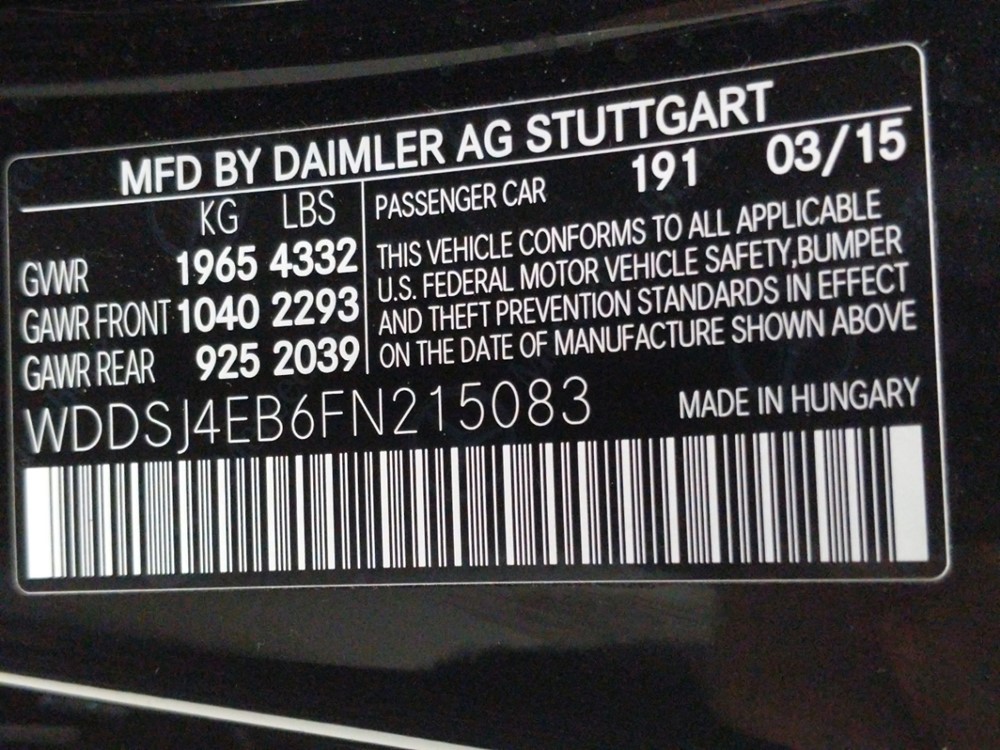 MFD BY DAIMLER AG STUTTGART
KG LBS
GVWR 1965 4332
GAWR FRONT 1040 2293
GAWR REAR 925 2039
PASSENGER CAR 191 03/15
THIS VEHICLE CONFORMS TO ALL APPLICABLE
U.S. FEDERAL MOTOR VEHICLE SAFETY,BUMPER
AND THEFT PREVENTION STANDARDS IN EFFECT
ON THE DATE OF MANUFACTURE SHOWN ABOVE
WDDSJ4EB6FN215083 MADE IN HUNGARY